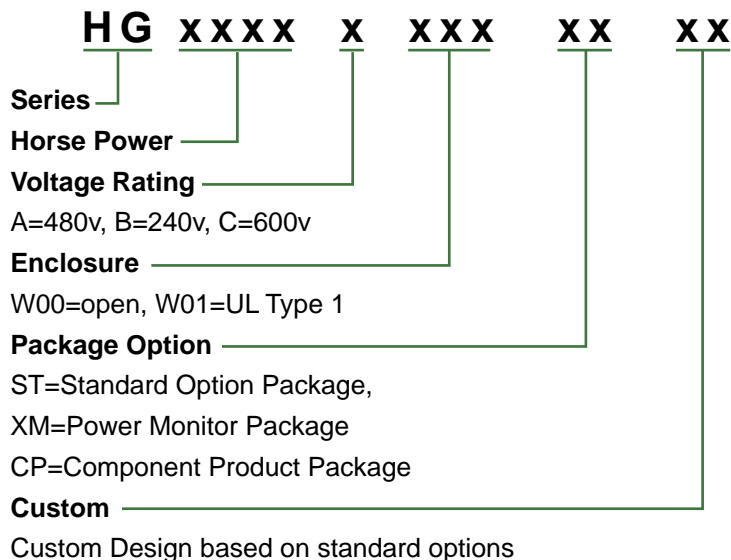 HG xxxx x xxx xx xx
Series
Horse Power
Voltage Rating
A=480v, B=240v, C=600v
Enclosure
W00=open, W01=UL Type 1
Package Option
ST=Standard Option Package,
XM=Power Monitor Package
CP=Component Product Package
Custom
Custom Design based on standard options